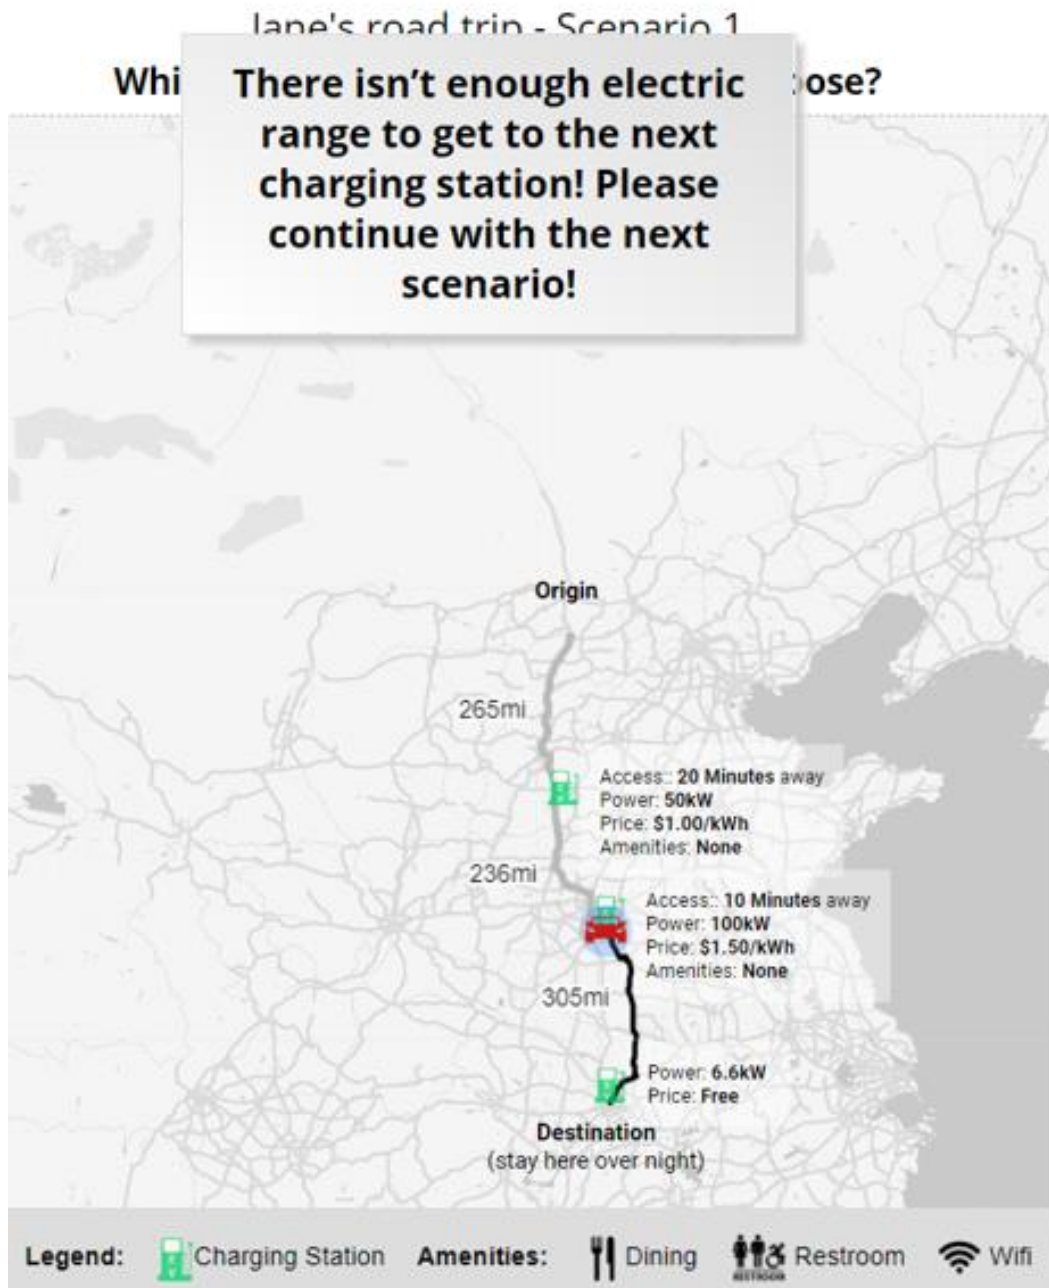 Jane's road trip - Scenario 1
Whi
ose?
There isn't enough electric
range to get to the next
charging station! Please
continue with the next
scenario!
Origin
265mi
Access:: 20 Minutes away
Power: 50kW
Price: $1.00/kWh
Amenities: None
236mi
Access:: 10 Minutes away
Power: 100kW
Price: $1.50/kWh
Amenities: None
305mi
Power: 6.6kW
Price: Free
Destination
(stay here over night)
Legend: Charging Station Amenities: Dining RESTROOM Restroom Wifi